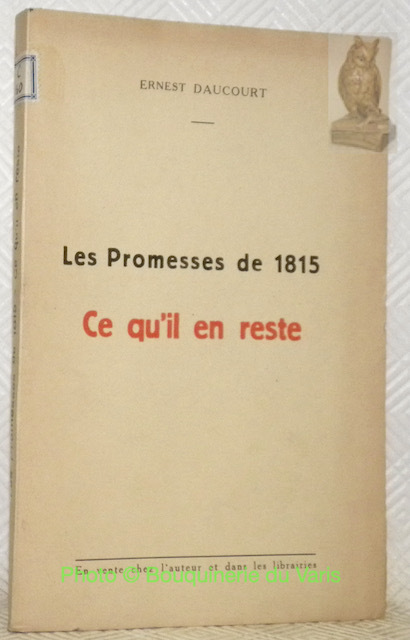 ERNEST DAUCOURT
Les Promesses de 1815
Ce qu'il en reste
En vente chez l'auteur et dans les librairies
Photo © Bouquinerie du Varis